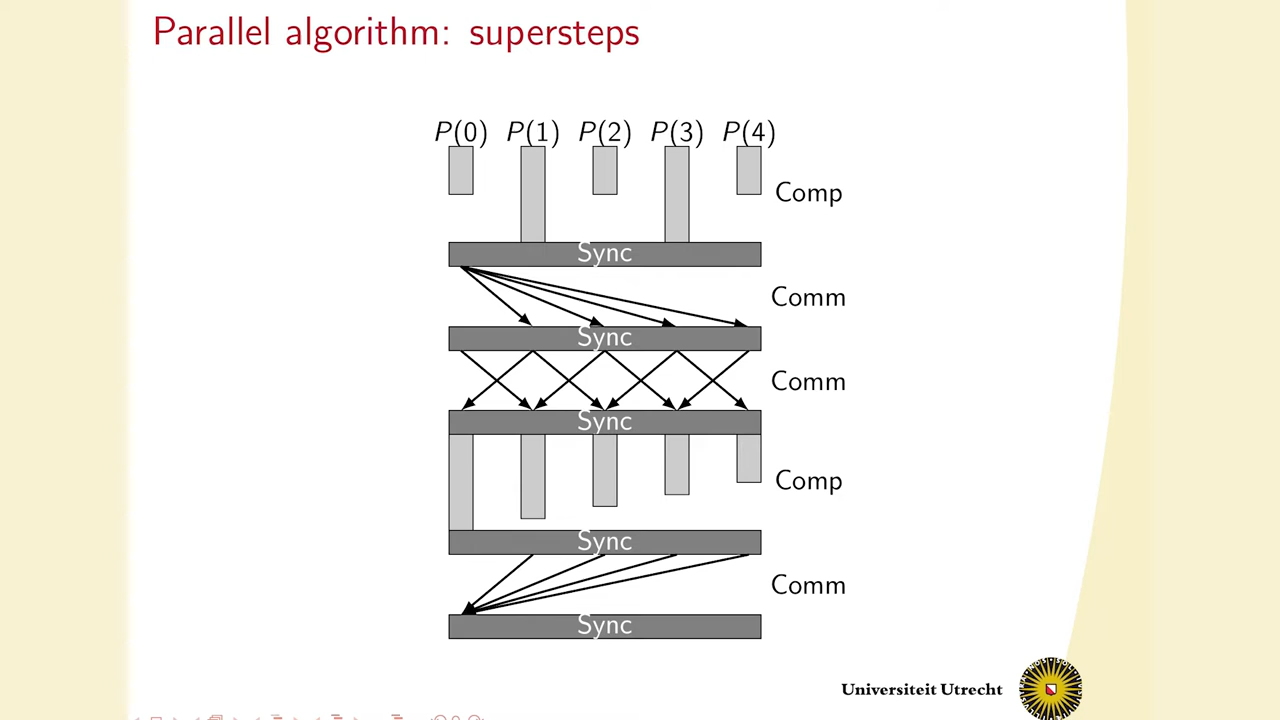 Parallel algorithm: supersteps
P(0) P(1) P(2) P(3) P(4)
Comp
Sync
Comm
Sync
Comm
Sync
Comp
Sync
Comm
Sync
Universiteit Utrecht